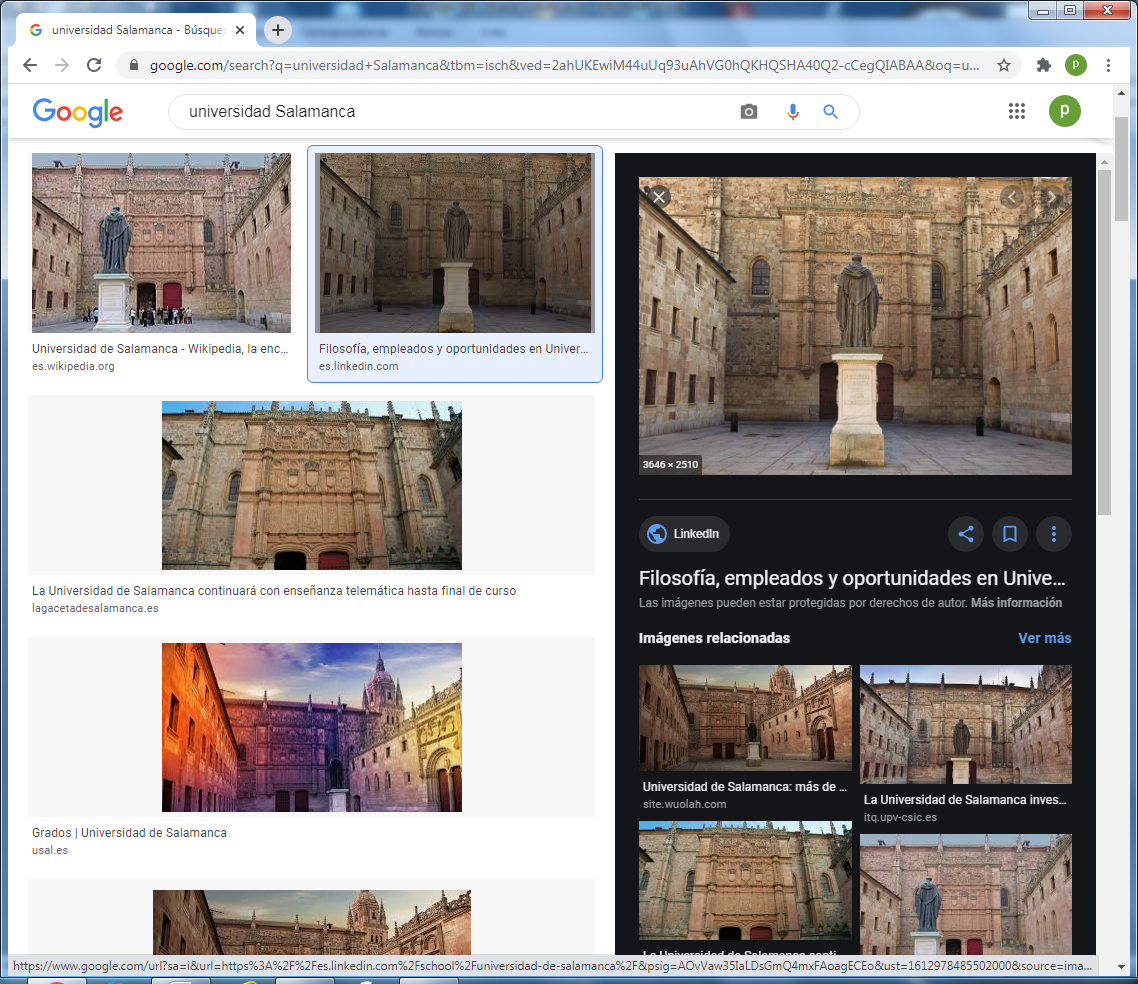 universidad Salamanca - Búsque
google.com/search?q=universidad+Salamanca&tbm=isch&ved=2ahUKEwiM44uUq93uAhVG0hQKHQSHA40Q2-cCegQIABAA&oq=u...
P
Google
universidad Salamanca
P
Universidad de Salamanca - Wikipedia, la enc...
es.wikipedia.org
Filosofía, empleados y oportunidades en Univer...
es.linkedin.com
La Universidad de Salamanca continuará con enseñanza telemática hasta final de curso
lagacetadesalamanca.es
Grados | Universidad de Salamanca
usal.es
3646 × 2510
LinkedIn
Filosofía, empleados y oportunidades en Unive...
Las imágenes pueden estar protegidas por derechos de autor. Más información
Imágenes relacionadas
Ver más
Universidad de Salamanca: más de ...
site.wuolah.com
La Universidad de Salamanca inves...
itq.upv-csic.es
La Universidad de Salamanca conti...
https://www.google.com/url?sa=i&url=https%3A%2F%2Fes.linkedin.com%2Fschool%2Funiversidad-de-salamanca%2F&psig=AOvVaw35IaLDsGmQ4mxFAoagECEo&ust=1612978485502000&source=ima...